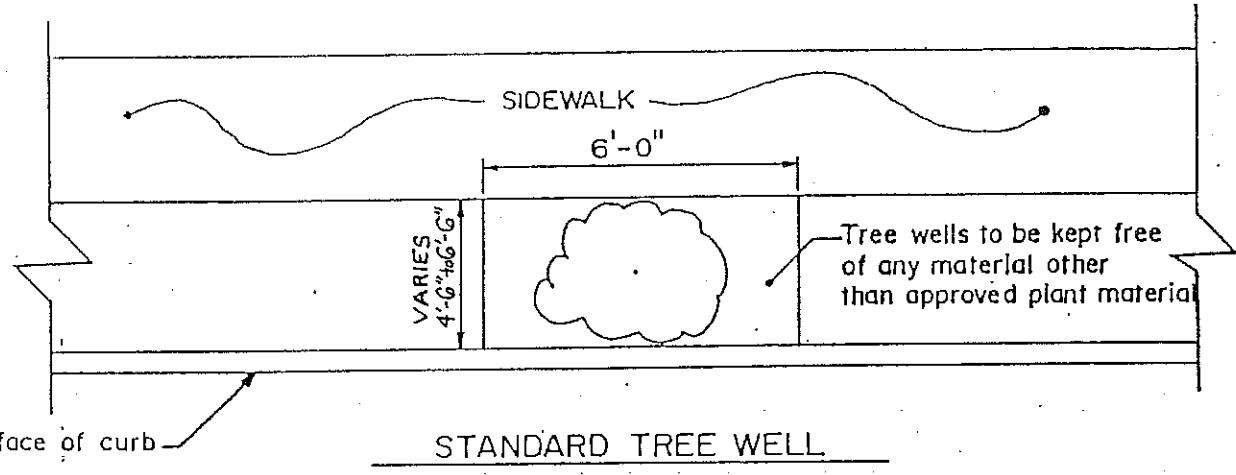 SIDEWALK
6'-0"
VARIES
4'-6" to 6'-6"
Tree wells to be kept free
of any material other
than approved plant material
face of curb
STANDARD TREE WELL